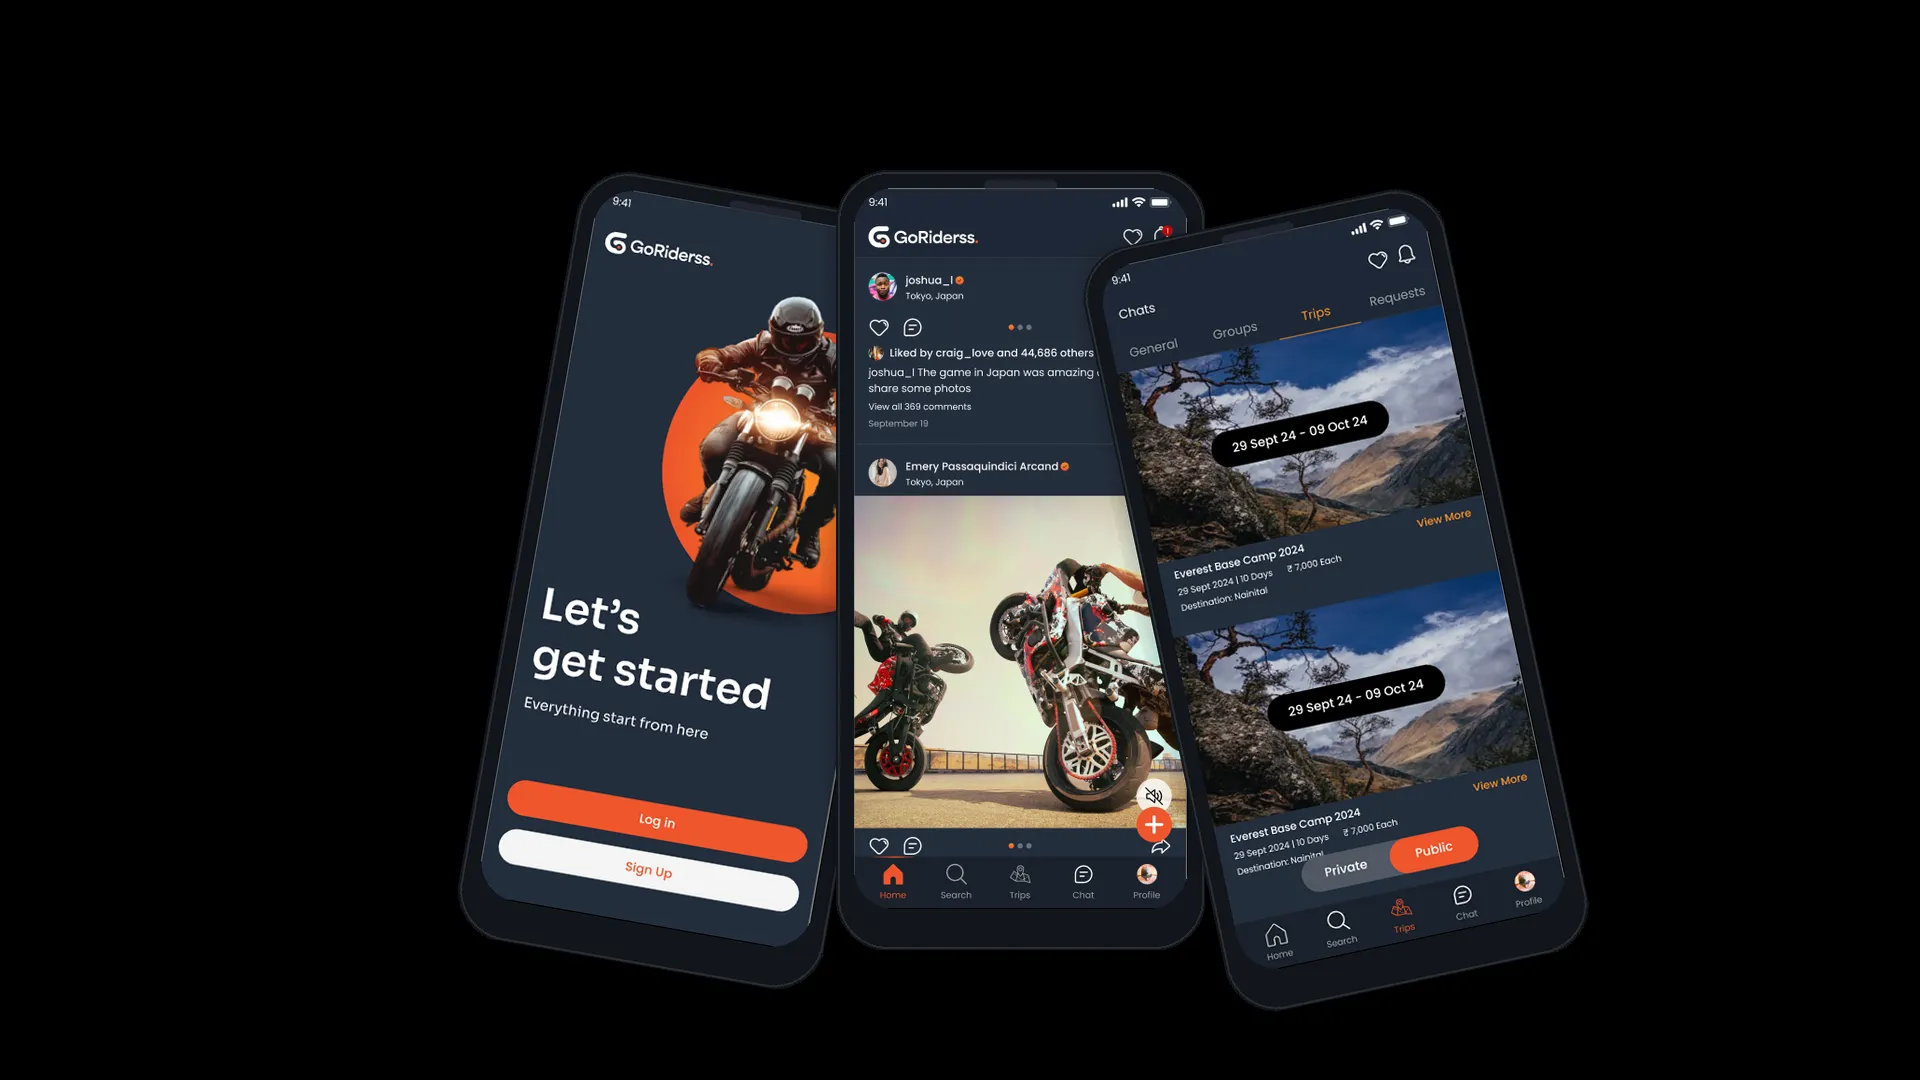 9:41
GoRiderss.
Let's
get started
Everything start from here
Log in
Sign Up
9:41
GoRiderss.
1
joshua_l
Tokyo, Japan
Liked by craig_love and 44,686 others
joshua_l The game in Japan was amazing
share some photos
View all 369 comments
September 19
Emery Passaquindici Arcand
Tokyo, Japan
Home Search Trips Chat Profile
9:41
Chats
General Groups Trips Requests
29 Sept 24 - 09 Oct 24
View More
Everest Base Camp 2024
29 Sept 2024 | 10 Days ₹ 7,000 Each
Destination: Nainital
29 Sept 24 - 09 Oct 24
View More
Everest Base Camp 2024
29 Sept 2024 | 10 Days ₹ 7,000 Each
Destination: Nainital
Private Public
Home Search Trips Chat Profile